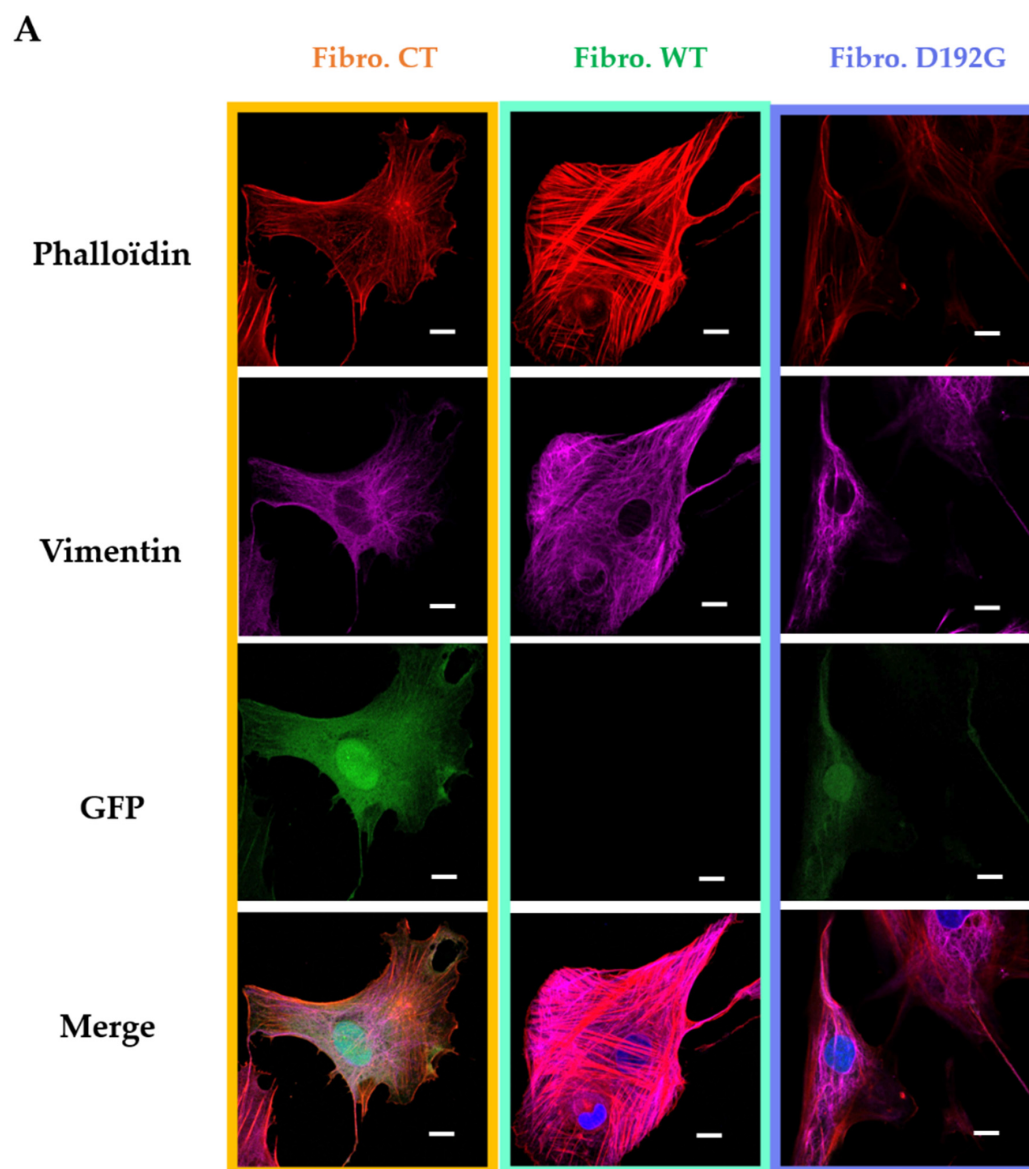 A
Fibro. CT Fibro. WT Fibro. D192G
Phalloïdin
Vimentin
GFP
Merge